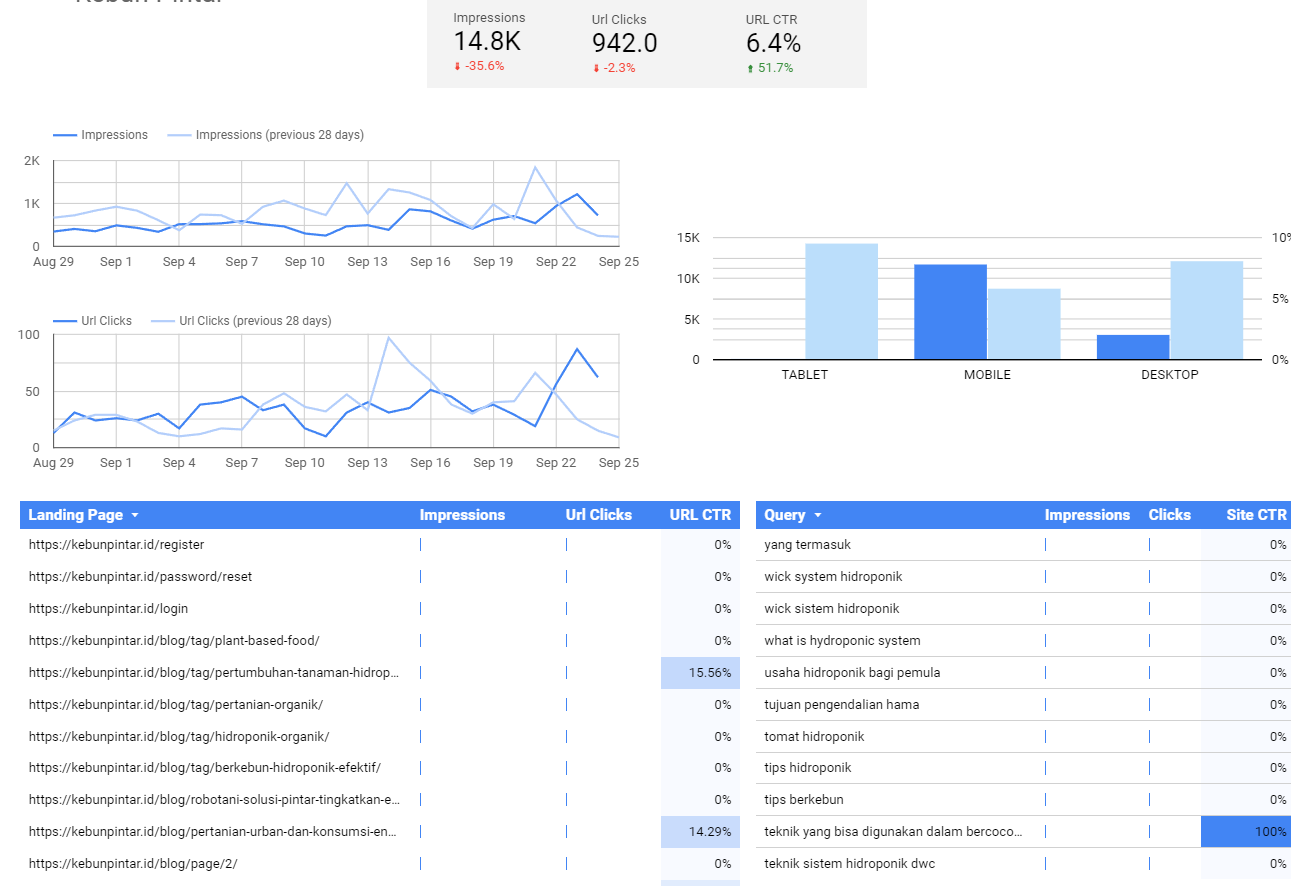 Kebun Pintar
Impressions Url Clicks URL CTR
14.8K 942.0 6.4%
-35.6% -2.3% 51.7%
Impressions Impressions (previous 28 days)
2K
1K
0
Aug 29 Sep 1 Sep 4 Sep 7 Sep 10 Sep 13 Sep 16 Sep 19 Sep 22 Sep 25
Url Clicks Url Clicks (previous 28 days)
100
50
0
Aug 29 Sep 1 Sep 4 Sep 7 Sep 10 Sep 13 Sep 16 Sep 19 Sep 22 Sep 25
15K 10%
10K
5K 5%
0 0%
TABLET MOBILE DESKTOP
Landing Page Impressions Url Clicks URL CTR
https://kebunpintar.id/register 0%
https://kebunpintar.id/password/reset 0%
https://kebunpintar.id/login 0%
https://kebunpintar.id/blog/tag/plant-based-food/ 0%
https://kebunpintar.id/blog/tag/pertumbuhan-tanaman-hidrop... 15.56%
https://kebunpintar.id/blog/tag/pertanian-organik/ 0%
https://kebunpintar.id/blog/tag/hidroponik-organik/ 0%
https://kebunpintar.id/blog/tag/berkebun-hidroponik-efektif/ 0%
https://kebunpintar.id/blog/robotani-solusi-pintar-tingkatkan-e... 0%
https://kebunpintar.id/blog/pertanian-urban-dan-konsumsi-en... 14.29%
https://kebunpintar.id/blog/page/2/ 0%
Query Impressions Clicks Site CTR
yang termasuk 0%
wick system hidroponik 0%
wick sistem hidroponik 0%
what is hydroponic system 0%
usaha hidroponik bagi pemula 0%
tujuan pengendalian hama 0%
tomat hidroponik 0%
tips hidroponik 0%
tips berkebun 0%
teknik yang bisa digunakan dalam bercoco... 100%
teknik sistem hidroponik dwc 0%